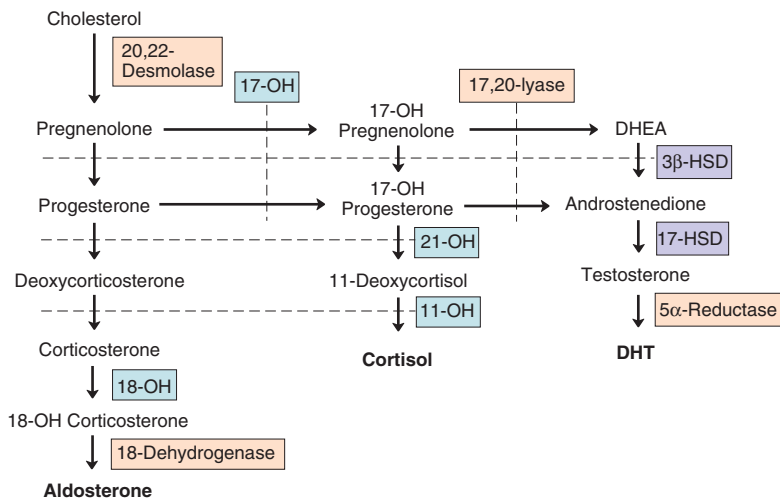 Cholesterol
20,22-
Desmolase
17-OH
17,20-lyase
Pregnenolone
17-OH
Pregnenolone
DHEA
3β-HSD
Progesterone
17-OH
Progesterone
Androstenedione
21-OH
17-HSD
Deoxycorticosterone
11-Deoxycortisol
Testosterone
11-OH
5α-Reductase
Corticosterone
Cortisol
DHT
18-OH
18-OH Corticosterone
18-Dehydrogenase
Aldosterone